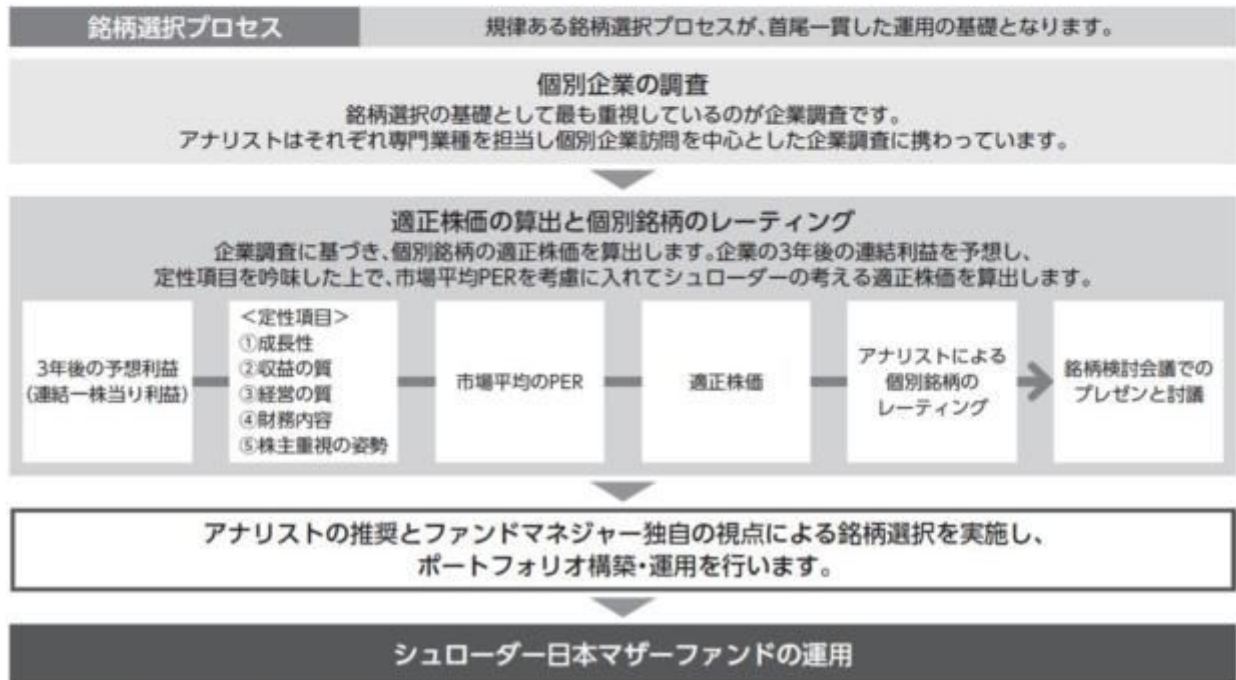 銘柄選択プロセス
規律ある銘柄選択プロセスが、首尾一貫した運用の基礎となります。
個別企業の調査
銘柄選択の基礎として最も重視しているのが企業調査です。
アナリストはそれぞれ専門業種を担当し個別企業訪問を中心とした企業調査に携わっています。
適正株価の算出と個別銘柄のレーティング
企業調査に基づき、個別銘柄の適正株価を算出します。企業の3年後の連結利益を予想し、
定性項目を吟味した上で、市場平均PERを考慮に入れてシュローダーの考える適正株価を算出します。
3年後の予想利益
(連結一株当り利益)
<定性項目>
①成長性
②収益の質
③経営の質
④財務内容
⑤株主重視の姿勢
市場平均のPER
適正株価
アナリストによる
個別銘柄の
レーティング
銘柄検討会議での
プレゼンと討議
アナリストの推奨とファンドマネジャー独自の視点による銘柄選択を実施し、
ポートフォリオ構築・運用を行います。
シュローダー日本マザーファンドの運用